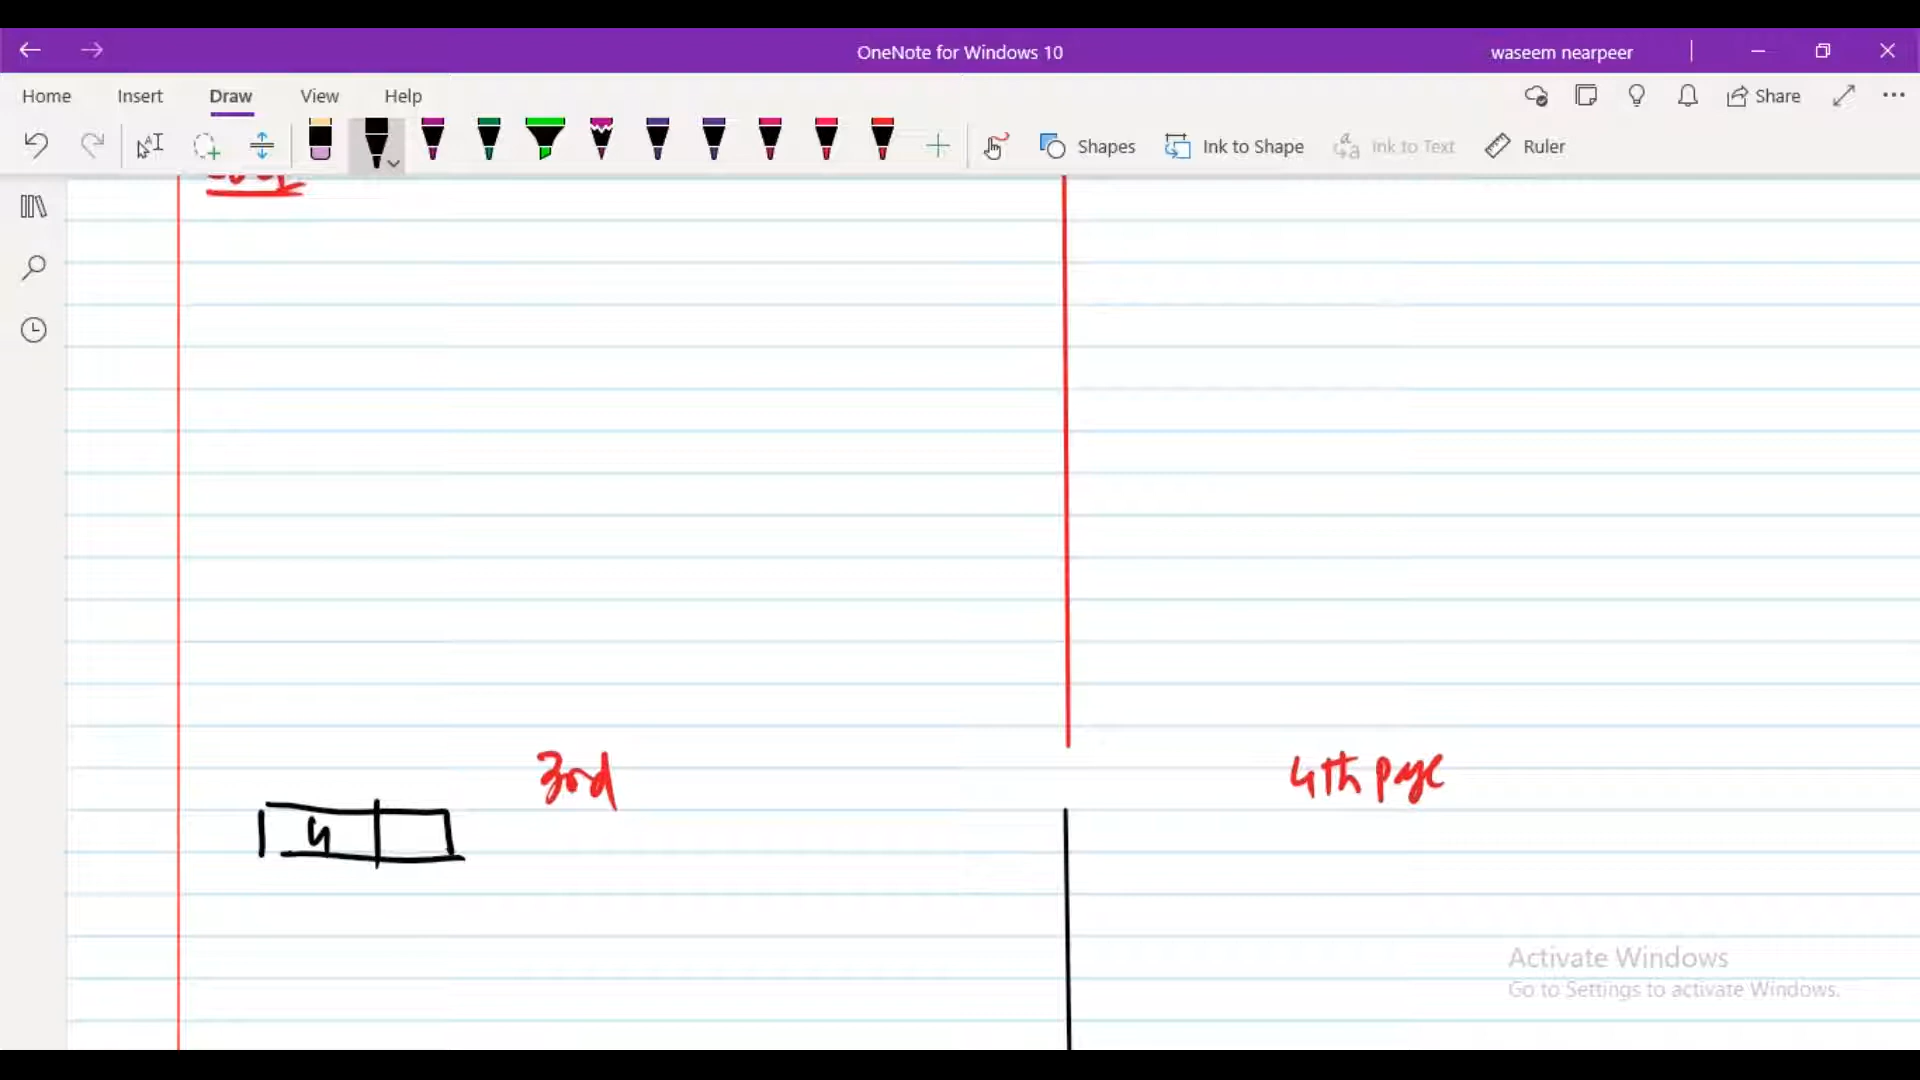 OneNote for Windows 10
waseem nearpeer
Home Insert Draw View Help
Share
Shapes Ink to Shape Ink to Text Ruler
3rd
4th page
4
Activate Windows
Go to Settings to activate Windows.